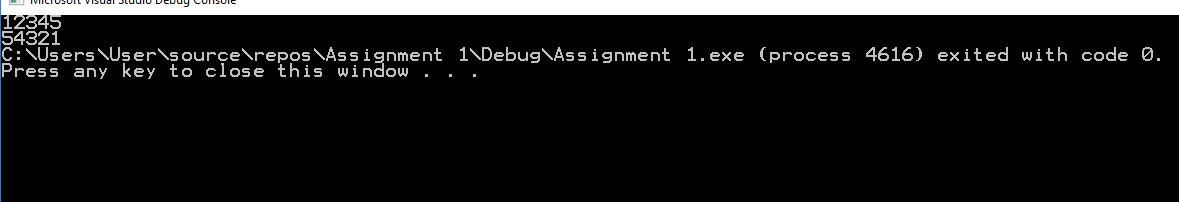 Microsoft Visual Studio Debug Console
12345
54321
C:\Users\User\source\repos\Assignment 1\Debug\Assignment 1.exe (process 4616) exited with code 0.
Press any key to close this window . . .